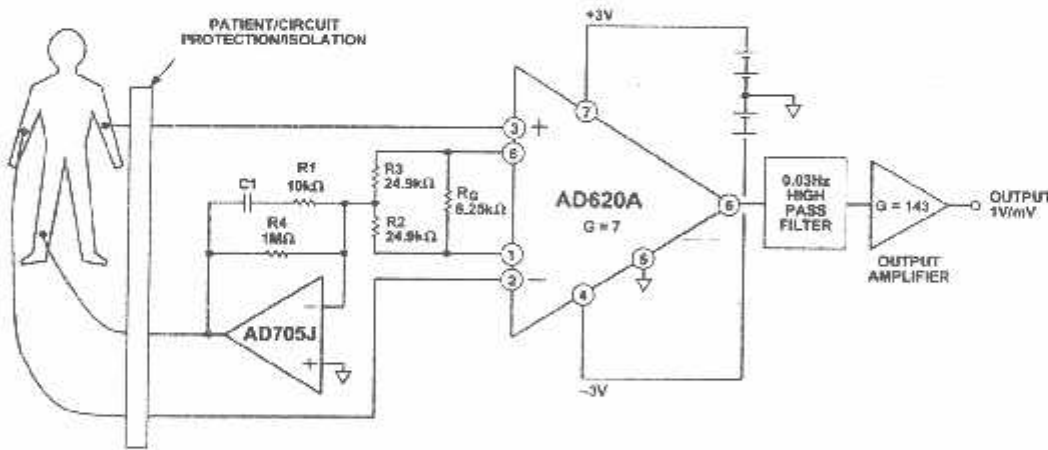 PATIENT/CIRCUIT
PROTECTION/ISOLATION
+3V
7
3
+
R1
10kΩ
C1
R3
24.9kΩ
R4
1MΩ
R2
24.9kΩ
RG
8.25kΩ
8
AD620A
G = 7
6
0.03Hz
HIGH
PASS
FILTER
G = 143
OUTPUT
1V/mV
OUTPUT
AMPLIFIER
1
2
−
5
4
−
AD705J
+
−3V